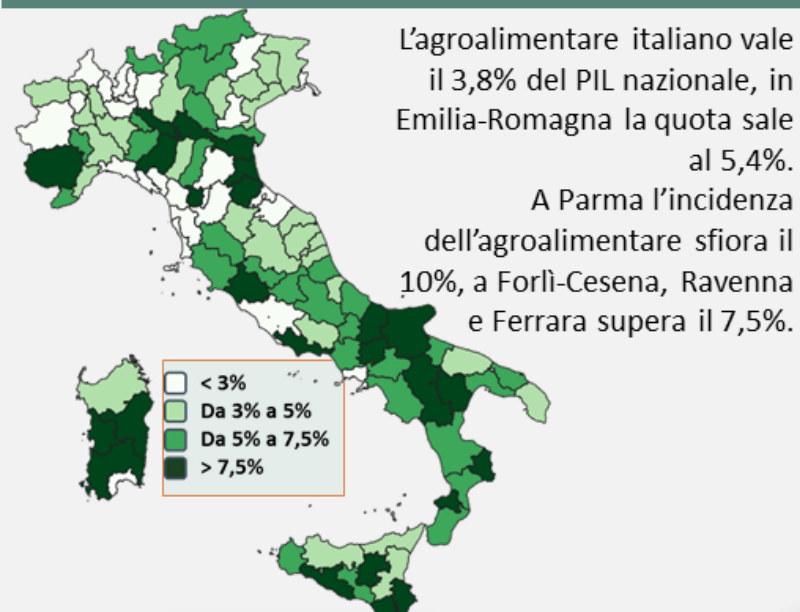 L’agroalimentare italiano vale
il 3,8% del PIL nazionale, in
Emilia-Romagna la quota sale
al 5,4%.
A Parma l’incidenza
dell’agroalimentare sfiora il
10%, a Forlì-Cesena, Ravenna
e Ferrara supera il 7,5%.
< 3%
Da 3% a 5%
Da 5% a 7,5%
> 7,5%